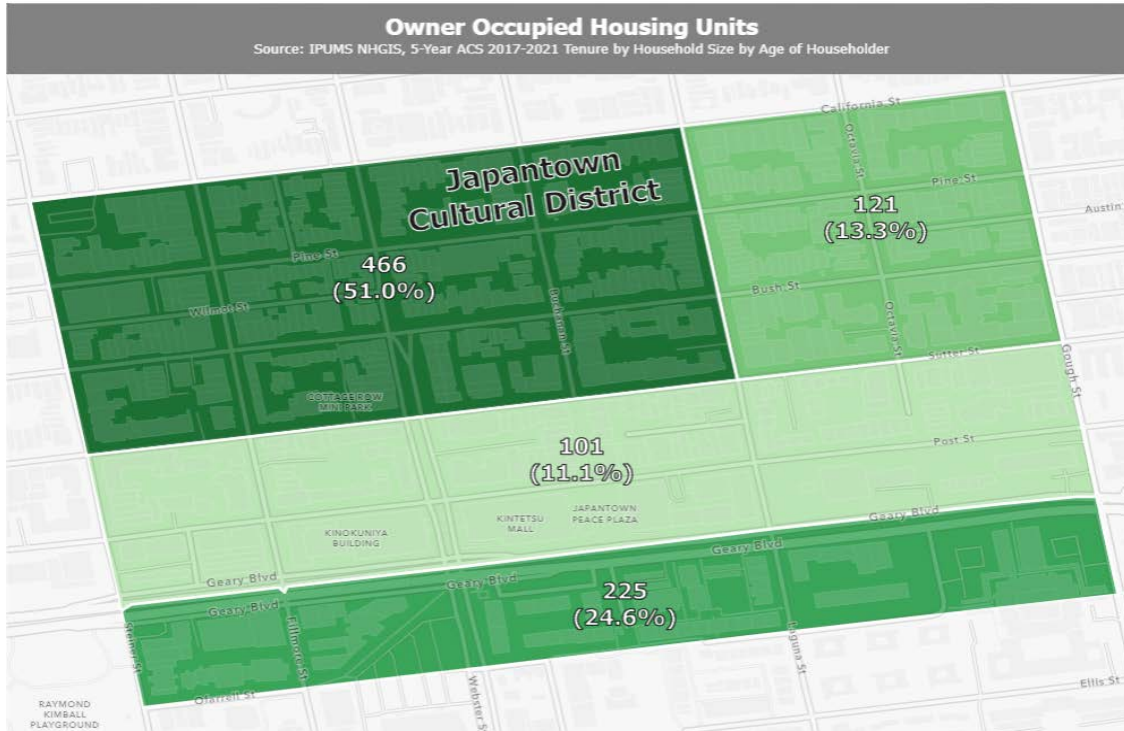 Owner Occupied Housing Units
Source: IPUMS NHGIS, 5-Year ACS 2017-2021 Tenure by Household Size by Age of Householder
California St
Octavia St
Japantown
Cultural District
Pine St
121
(13.3%)
Austin
Pine St
466
(51.0%)
Wilmot St
Buchanan St
Bush St
Octavia St
Sutter St
Gough St
COTTAGE ROW
MINI PARK
101
(11.1%)
Post St
KINTETSU
MALL
JAPANTOWN
PEACE PLAZA
KINOKUNIYA
BUILDING
Geary Blvd
Geary Blvd
Geary Blvd
Geary Blvd
Geary Blvd
225
(24.6%)
Steiner St
Fillmore St
Laguna St
Webster St
Ofarrell St
Ellis St
RAYMOND
KIMBALL
PLAYGROUND